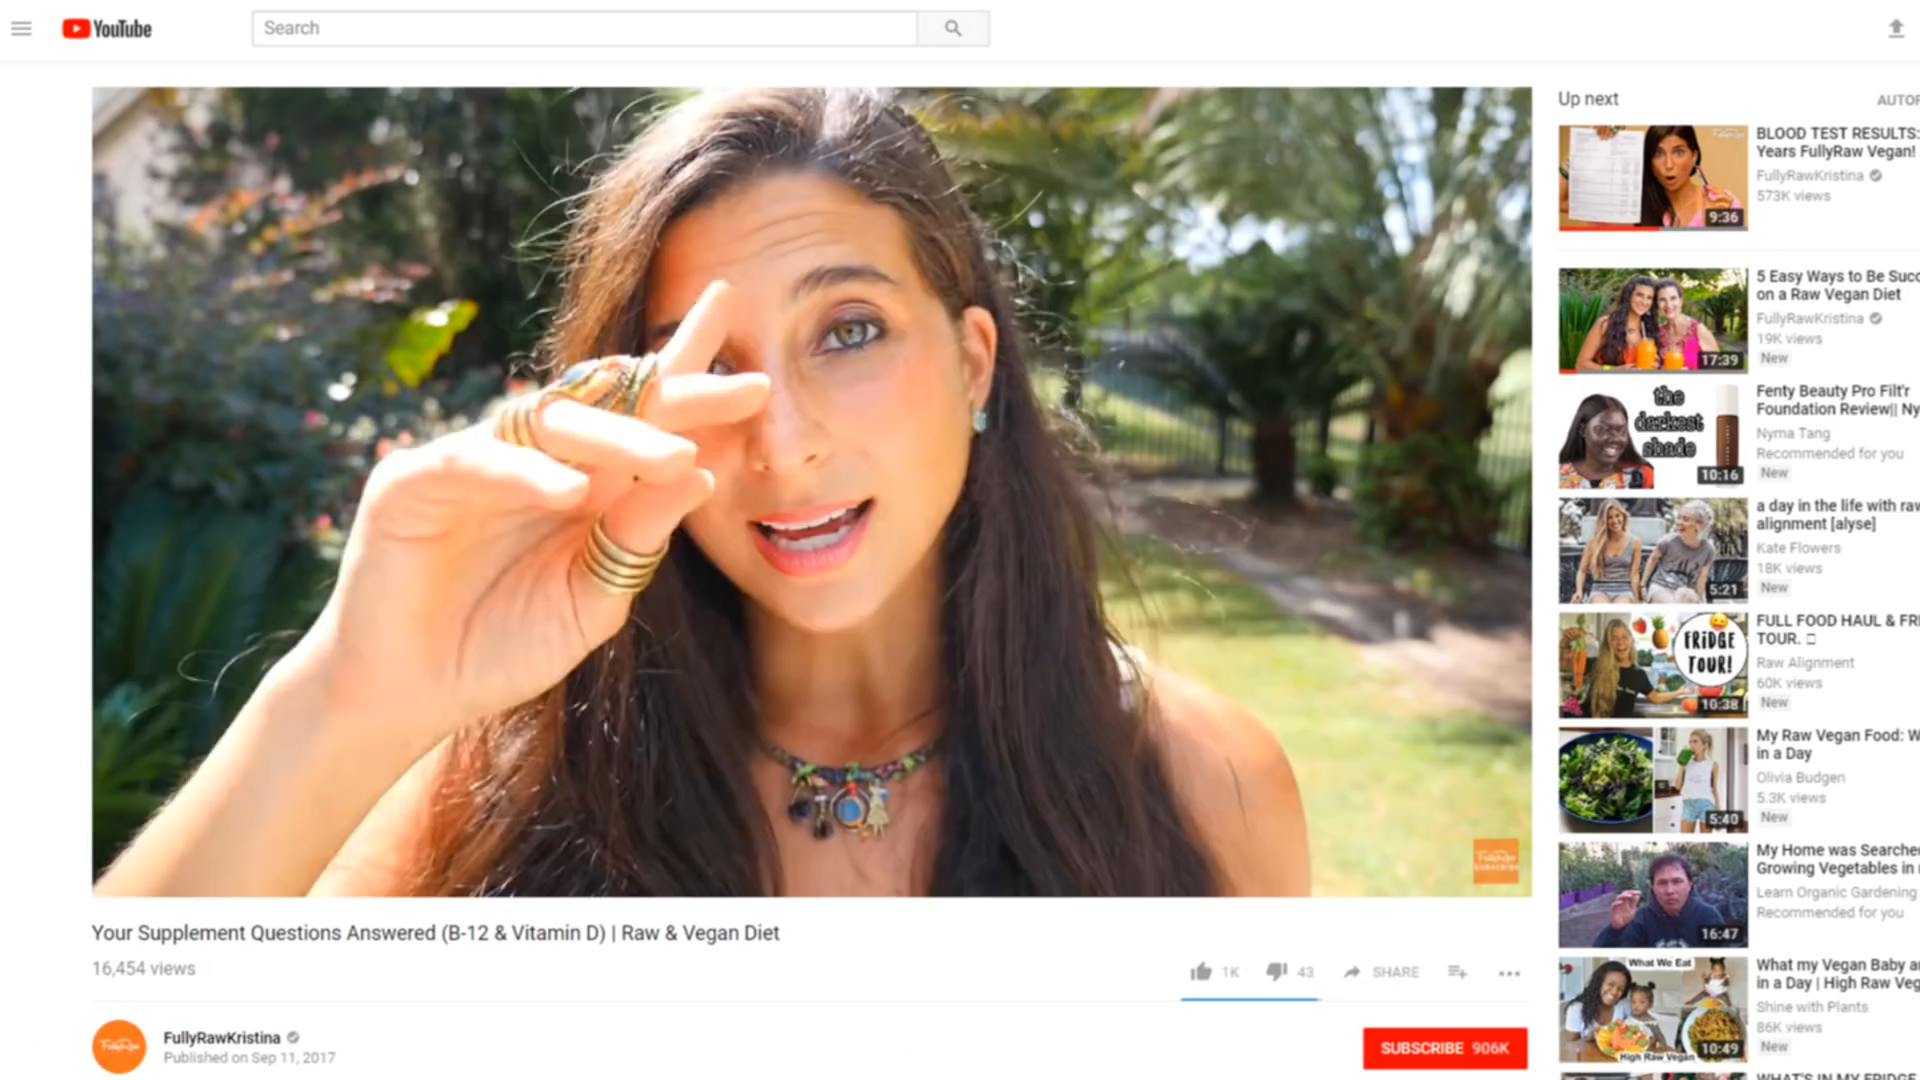 YouTube
Search
Your Supplement Questions Answered (B-12 & Vitamin D) | Raw & Vegan Diet
16,454 views
1K
43
SHARE
FullyRawKristina
Published on Sep 11, 2017
SUBSCRIBE 906K
FullyRaw
SUBSCRIBE
Up next
BLOOD TEST RESULTS:
Years FullyRaw Vegan!
FullyRawKristina
573K views
9:36
5 Easy Ways to Be
on a Raw Vegan Diet
FullyRawKristina
19K views
New
17:39
Fenty Beauty Pro Filt'r
Foundation Review||
Nyma Tang
Recommended for you
New
the
darkest
shade
10:16
a day in the life with
alignment [alyse]
Kate Flowers
18K views
New
5:21
FULL FOOD HAUL &
TOUR.
Raw Alignment
60K views
New
FRiDGE
TOUR!
10:38
My Raw Vegan Food:
in a Day
Olivia Budgen
5.3K views
New
5:40
My Home was
Growing Vegetables in
Learn Organic Gardening
Recommended for you
16:47
What my Vegan Baby
in a Day | High Raw
Shine with Plants
86K views
New
What We Eat
High Raw Vegan
10:49
WHAT'S IN MY FRIDGE